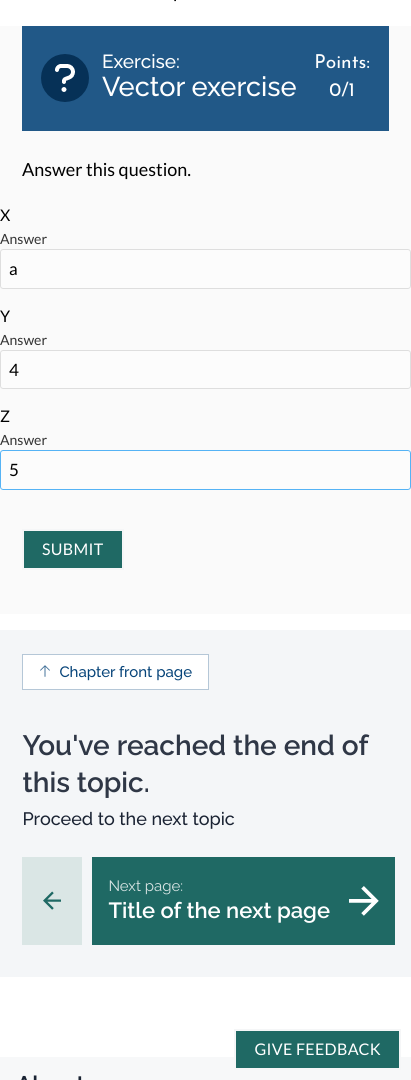 Exercise:
Vector exercise
Points:
0/1
Answer this question.
X
Answer
a
Y
Answer
4
Z
Answer
5
SUBMIT
↑ Chapter front page
You've reached the end of
this topic.
Proceed to the next topic
Next page:
Title of the next page
GIVE FEEDBACK